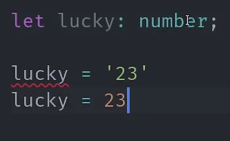 let lucky: number;
lucky = '23'
lucky = 23